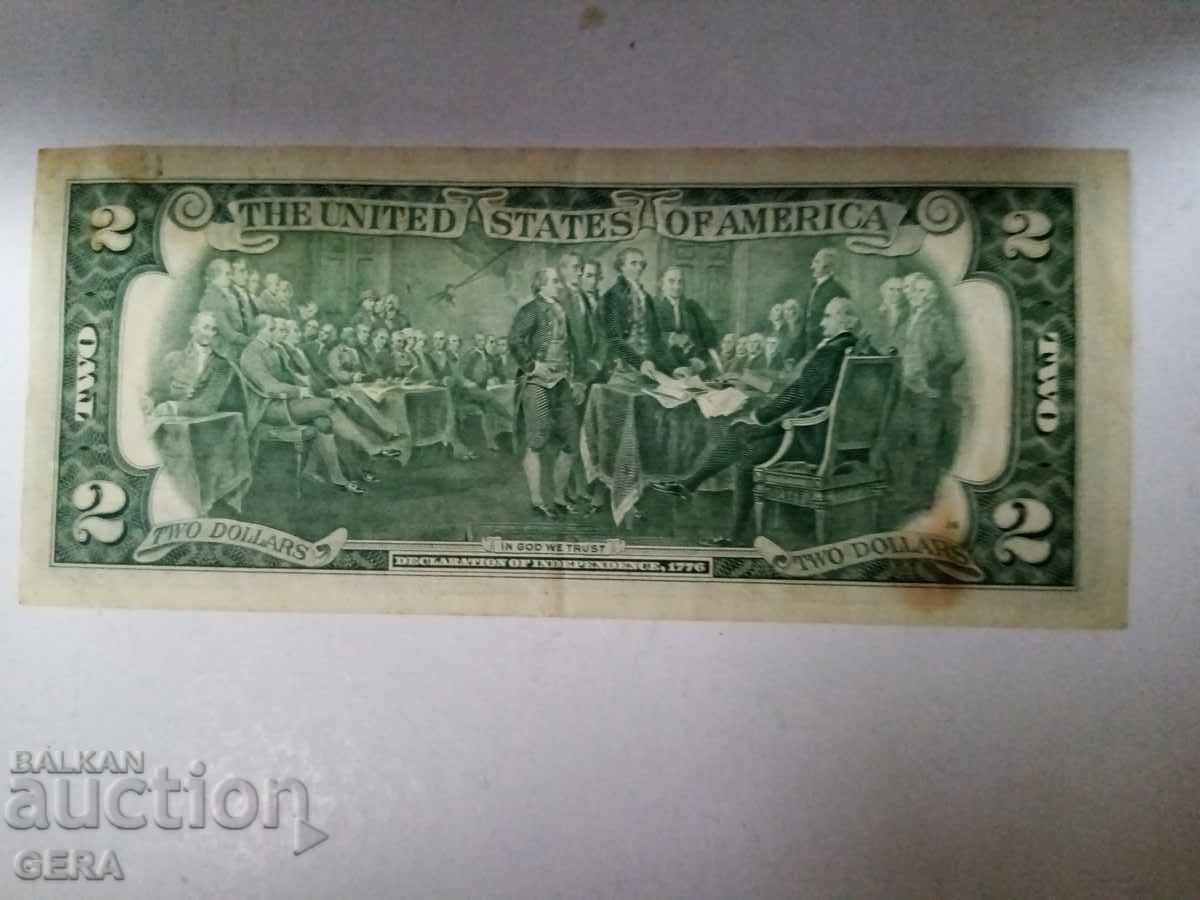 THE UNITED STATES OF AMERICA
2
2
TWO
TWO
2
2
TWO DOLLARS
IN GOD WE TRUST
TWO DOLLARS
DECLARATION OF INDEPENDENCE, 1776
BALKAN
auction
GERA